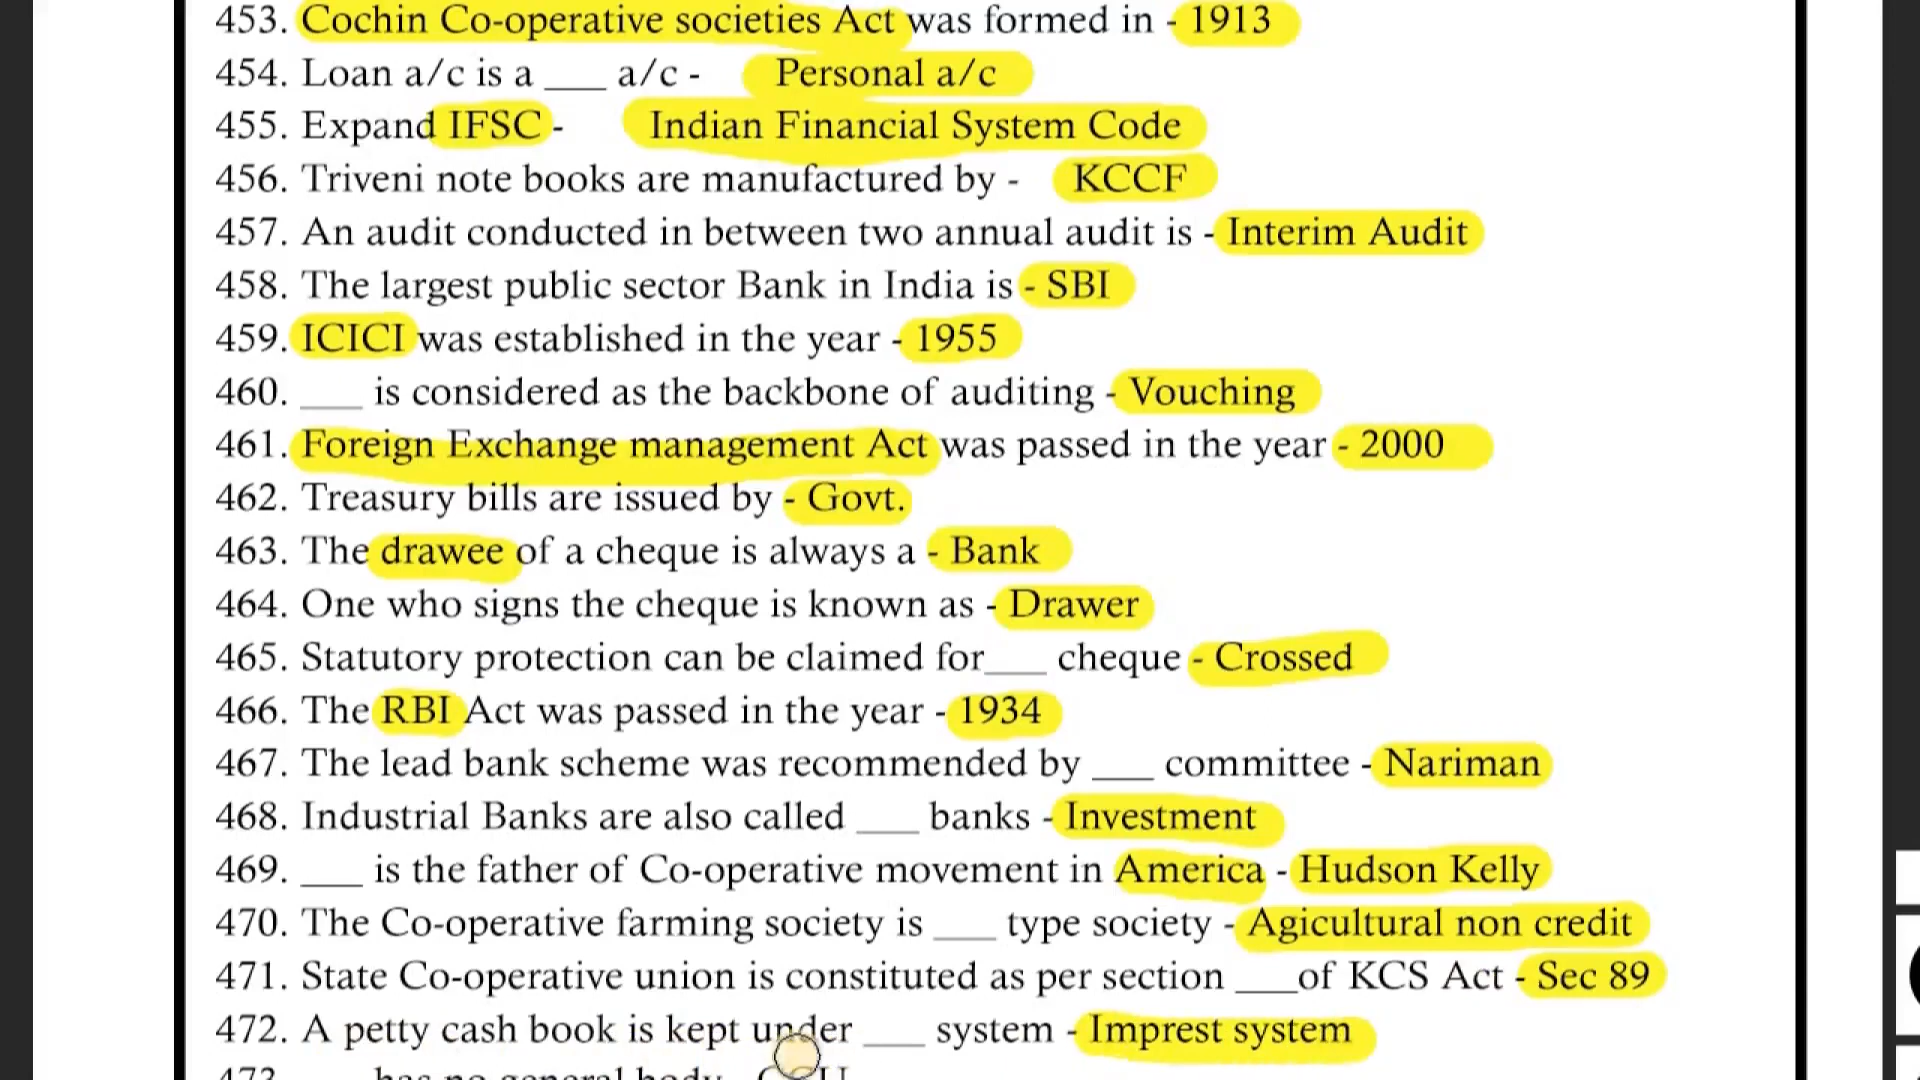 453. Cochin Co-operative societies Act was formed in - 1913
454. Loan a/c is a ___ a/c - Personal a/c
455. Expand IFSC - Indian Financial System Code
456. Triveni note books are manufactured by - KCCF
457. An audit conducted in between two annual audit is - Interim Audit
458. The largest public sector Bank in India is - SBI
459. ICICI was established in the year - 1955
460. ___ is considered as the backbone of auditing - Vouching
461. Foreign Exchange management Act was passed in the year - 2000
462. Treasury bills are issued by - Govt.
463. The drawee of a cheque is always a - Bank
464. One who signs the cheque is known as - Drawer
465. Statutory protection can be claimed for___ cheque - Crossed
466. The RBI Act was passed in the year - 1934
467. The lead bank scheme was recommended by ___ committee - Nariman
468. Industrial Banks are also called ___ banks - Investment
469. ___ is the father of Co-operative movement in America - Hudson Kelly
470. The Co-operative farming society is ___ type society - Agicultural non credit
471. State Co-operative union is constituted as per section ___of KCS Act - Sec 89
472. A petty cash book is kept under ___ system - Imprest system
473. has no general body -